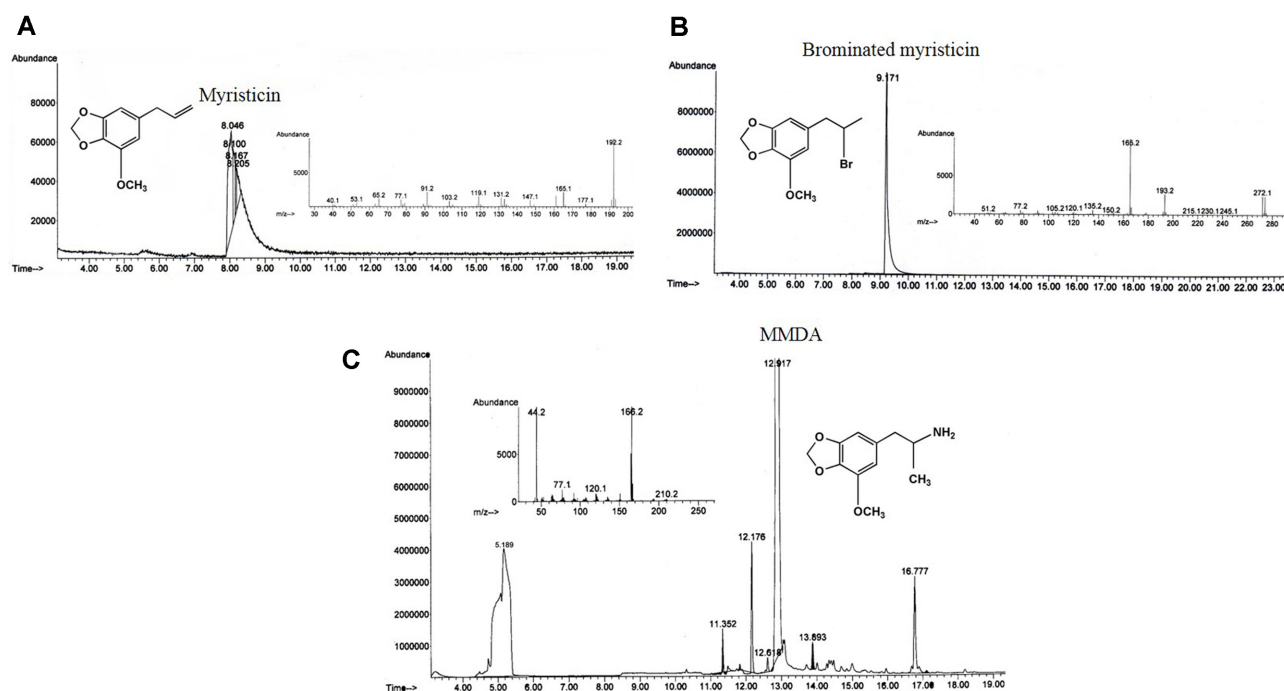 A
Abundance
80000
60000
40000
20000
Time-->
4.00 5.00 6.00 7.00 8.00 9.00 10.00 11.00 12.00 13.00 14.00 15.00 16.00 17.00 18.00 19.00
O
O
OCH3
Myristicin
8.046
8.100
8.167
8.205
Abundance
5000
m/z-->
40.1 53.1 65.2 77.1 91.2 103.2 119.1 131.2 147.1 165.1 177.1 192.2
30 40 50 60 70 80 90 100 110 120 130 140 150 160 170 180 190 200
B
Brominated myristicin
Abundance
9.171
8000000
6000000
4000000
2000000
Time-->
4.00 5.00 6.00 7.00 8.00 9.00 10.00 11.00 12.00 13.00 14.00 15.00 16.00 17.00 18.00 19.00 20.00 21.00 22.00 23.00
O
O
Br
OCH3
Abundance
5000
m/z-->
51.2 77.2 105.2 120.1 135.2 150.2 193.2 215.1 230.1 245.1 272.1
40 60 80 100 120 140 160 180 200 220 240 260 280
C
MMDA
Abundance
9000000
8000000
7000000
6000000
5000000
4000000
3000000
2000000
1000000
Time-->
4.00 5.00 6.00 7.00 8.00 9.00 10.00 11.00 12.00 13.00 14.00 15.00 16.00 17.00 18.00 19.00
5.189
11.352
12.176
12.618
12.917
13.893
16.777
Abundance
5000
0
m/z-->
44.2 77.1 120.1 166.2 210.2
50 100 150 200 250
O
O
NH2
CH3
OCH3